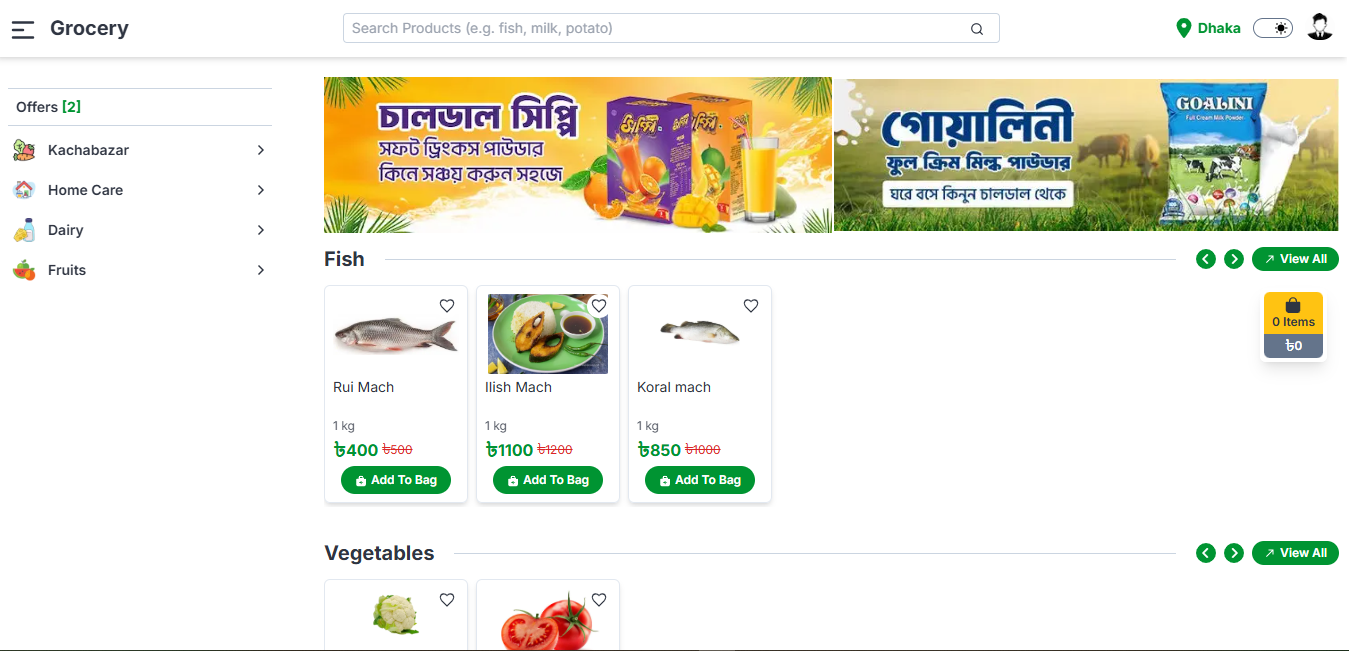 Grocery
Search Products (e.g. fish, milk, potato)
Dhaka
Offers [2]
Kachabazar
Home Care
Dairy
Fruits
চালডাল সিপ্পি
সফট ড্রিংকস পাউডার
কিনে সঞ্চয় করুন সহজে
গোয়ালিনী
ফুল ক্রিম মিল্ক পাউডার
ঘরে বসে কিনুন চালডাল থেকে
GOALINI
Full Cream Milk Powder
Fish
View All
0 Items
৳0
Rui Mach
1 kg
৳400 ৳500
Add To Bag
Ilish Mach
1 kg
৳1100 ৳1200
Add To Bag
Koral mach
1 kg
৳850 ৳1000
Add To Bag
Vegetables
View All